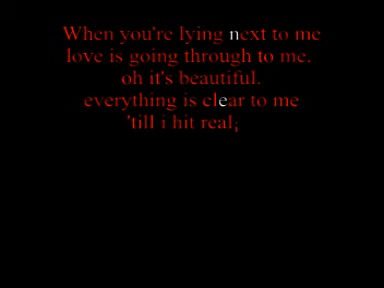 When you're lying next to me
love is going through to me.
oh it's beautiful.
everything is clear to me
'till i hit real